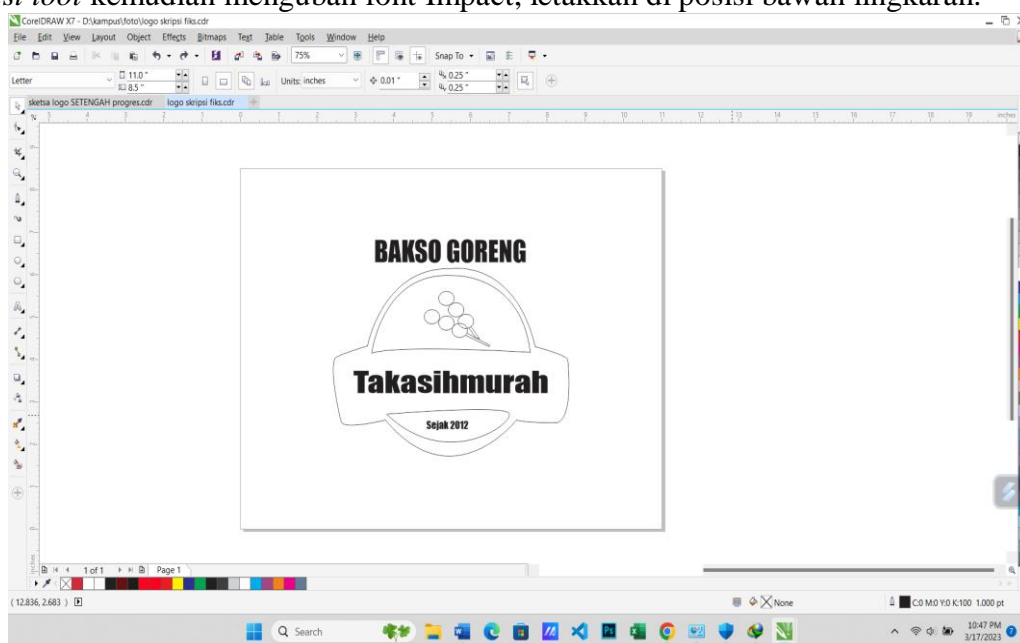 si tool kemudian mengubah font Impact, letakkan di posisi bawah lingkaran.
CorelDRAW X7 - D:\kampus\foto\logo skripsi fiks.cdr
File Edit View Layout Object Effects Bitmaps Text Table Tools Window Help
75% Snap To
Letter 11.0 " 8.5 " Units: inches 0.01 " 0.25 " 0.25 "
sketsa logo SETENGAH progres.cdr logo skripsi fiks.cdr
inches
BAKSO GORENG
Takasihmurah
Sejak 2012
1 of 1 Page 1
( 12.836, 2.683 ) None C:0 M:0 Y:0 K:100 1.000 pt
Search 10:47 PM
3/17/2023